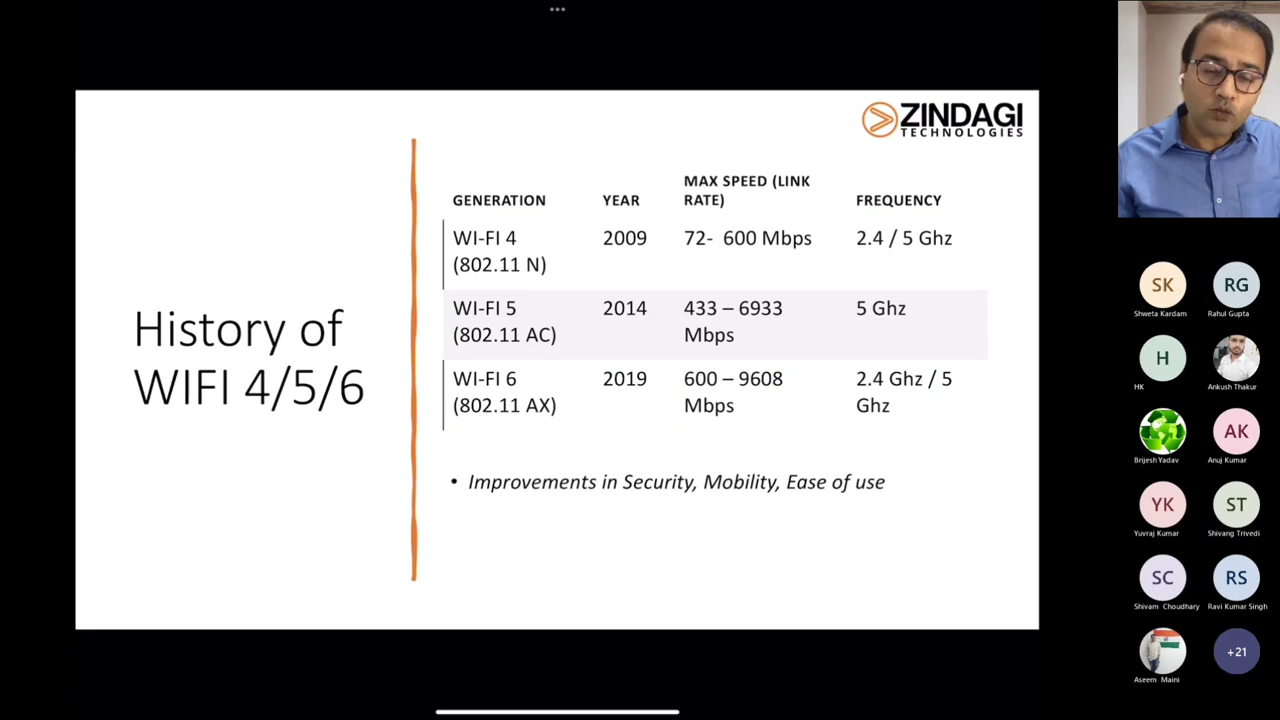 •••
ZINDAGI
TECHNOLOGIES
History of
WIFI 4/5/6
GENERATION YEAR MAX SPEED (LINK RATE) FREQUENCY
WI-FI 4 2009 72- 600 Mbps 2.4 / 5 Ghz
(802.11 N)
WI-FI 5 2014 433 – 6933 5 Ghz
(802.11 AC) Mbps
WI-FI 6 2019 600 – 9608 2.4 Ghz / 5
(802.11 AX) Mbps Ghz
• Improvements in Security, Mobility, Ease of use
SK RG
Shweta Kardam Rahul Gupta
H
HK Ankush Thakur
AK
Brijesh Yadav Anuj Kumar
YK ST
Yuvraj Kumar Shivang Trivedi
SC RS
Shivam Choudhary Ravi Kumar Singh
+21
Aseem Maini